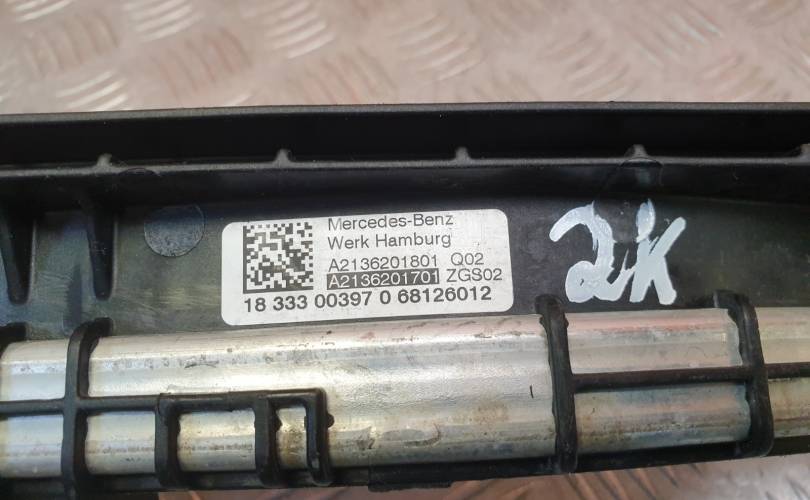 Mercedes-Benz
Werk Hamburg
A2136201801 Q02
A2136201701 ZGS02
18 333 00397 0 68126012
2K